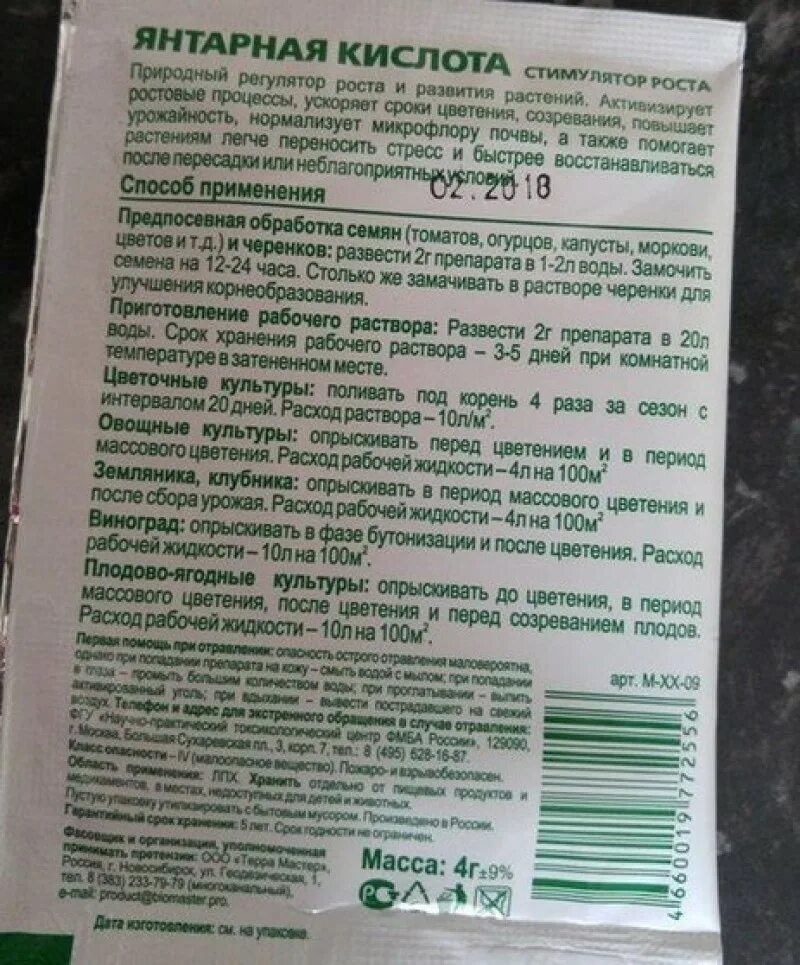 ЯНТАРНАЯ КИСЛОТА СТИМУЛЯТОР РОСТА
Природный регулятор роста и развития растений. Активизирует
ростовые процессы, ускоряет сроки цветения, созревания, повышает
урожайность, нормализует микрофлору почвы, а также помогает
растениям легче переносить стресс и быстрее восстанавливаться
после пересадки или неблагоприятных условий.
02.2018
Способ применения
Предпосевная обработка семян (томатов, огурцов, капусты, моркови,
цветов и т.д.) и черенков: развести 2г препарата в 1-2л воды. Замочить
семена на 12-24 часа. Столько же замачивать в растворе черенки для
улучшения корнеобразования.
Приготовление рабочего раствора: Развести 2г препарата в 20л
воды. Срок хранения рабочего раствора – 3-5 дней при комнатной
температуре в затененном месте.
Цветочные культуры: поливать под корень 4 раза за сезон с
интервалом 20 дней. Расход раствора – 10л/м².
Овощные культуры: опрыскивать перед цветением и в период
массового цветения. Расход рабочей жидкости – 4л на 100м²
Земляника, клубника: опрыскивать в период массового цветения и
после сбора урожая. Расход рабочей жидкости – 4л на 100м²
Виноград: опрыскивать в фазе бутонизации и после цветения. Расход
рабочей жидкости – 10л на 100м².
Плодово-ягодные культуры: опрыскивать до цветения, в период
массового цветения, после цветения и перед созреванием плодов.
Расход рабочей жидкости – 10л на 100м².
Первая помощь при отравлении: опасность острого отравления маловероятна,
однако при попадании препарата на кожу – смыть водой с мылом; при попадании
в глаза – промыть большим количеством воды; при проглатывании – выпить
активированный уголь; при вдыхании – вывести пострадавшего на свежий
воздух. Телефон и адрес для экстренного обращения в случае отравления:
ФГУ «Научно-практический токсикологический центр ФМБА России», 129090,
г. Москва, Большая Сухаревская пл., 3, корп. 7, тел.: 8 (495) 628-16-87.
Класс опасности – IV (малоопасное вещество). Пожаро- и взрывобезопасен.
Область применения: ЛПХ. Хранить отдельно от пищевых продуктов и
медикаментов, в местах, недоступных для детей и животных.
Пустую упаковку утилизировать с бытовым мусором. Произведено в России.
Гарантийный срок хранения: 5 лет. Срок годности не ограничен.
Фасовщик и организация, уполномоченная
принимать претензии: ООО «Терра Мастер»,
Россия, г. Новосибирск, ул. Геодезическая, 1,
тел. 8 (383) 233-79-79 (многоканальный).
e-mail: product@biomaster.pro.
Дата изготовления: см. на упаковке.
арт. М-ХХ-09
4660019772556
Масса: 4г±9%